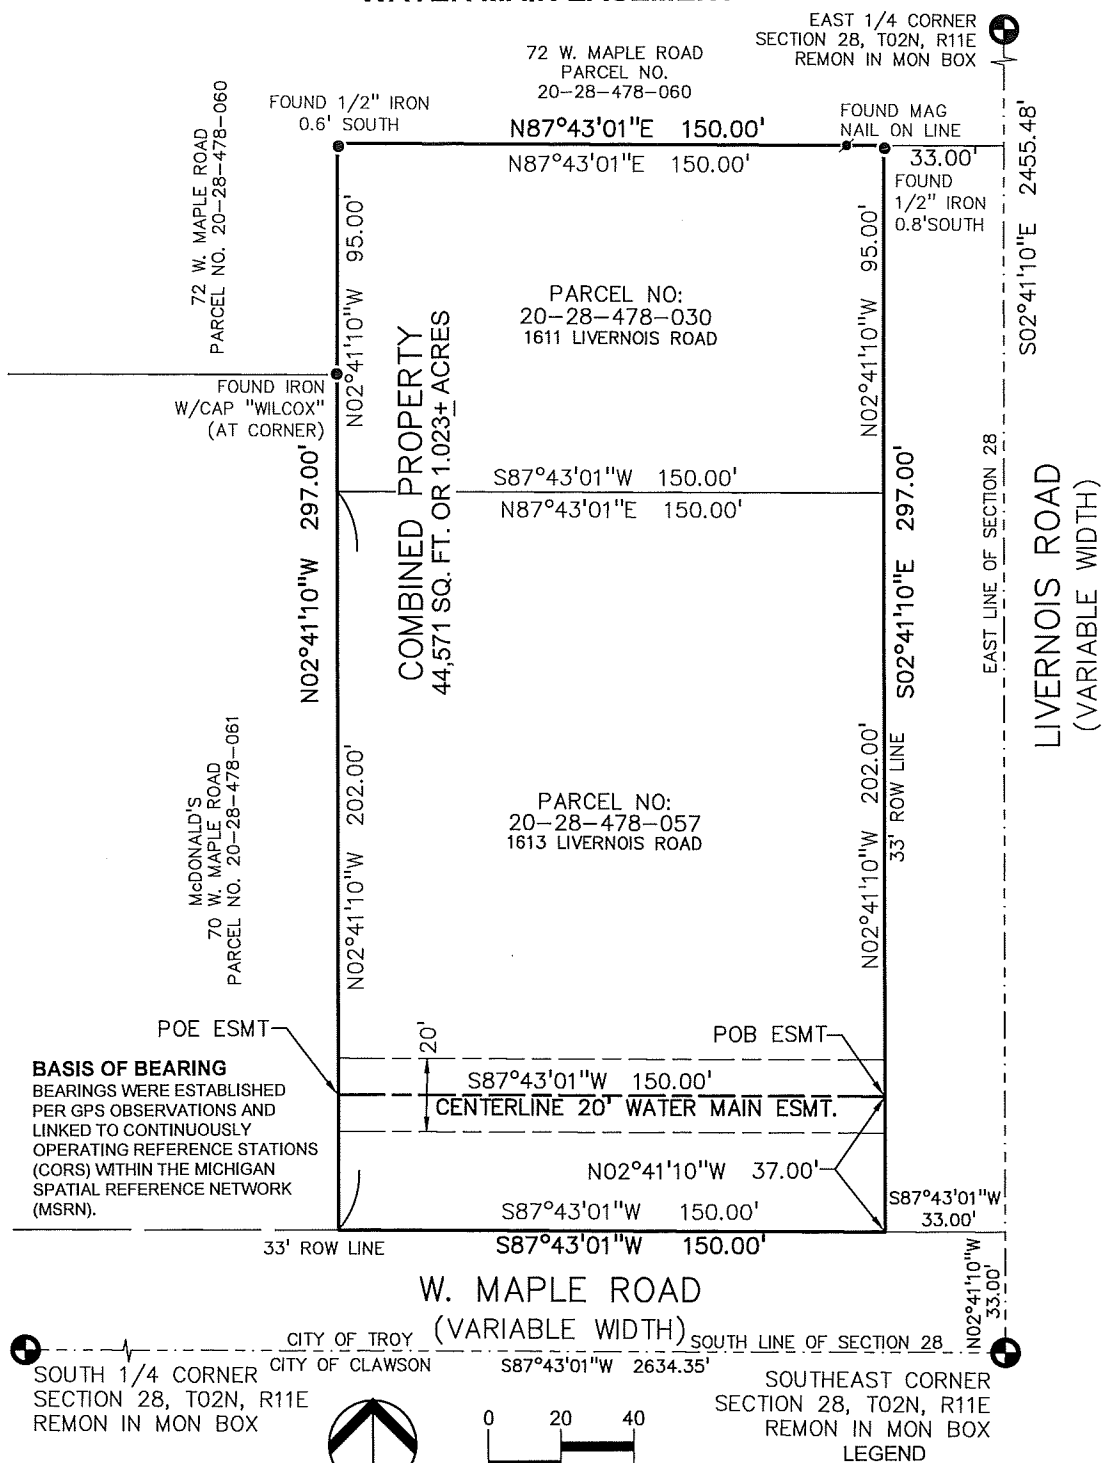 EAST 1/4 CORNER
SECTION 28, T02N, R11E
REMON IN MON BOX
72 W. MAPLE ROAD
PARCEL NO.
20-28-478-060
FOUND 1/2" IRON
0.6' SOUTH
FOUND MAG
NAIL ON LINE
N87°43'01"E 150.00'
N87°43'01"E 150.00'
33.00'
FOUND
1/2" IRON
0.8'SOUTH
S02°41'10"E 2455.48'
72 W. MAPLE ROAD
PARCEL NO. 20-28-478-060
N02°41'10"W 95.00'
N02°41'10"W 95.00'
PARCEL NO:
20-28-478-030
1611 LIVERNOIS ROAD
FOUND IRON
W/CAP "WILCOX"
(AT CORNER)
COMBINED PROPERTY
44,571 SQ. FT. OR 1.023± ACRES
N02°41'10"W 297.00'
S87°43'01"W 150.00'
N87°43'01"E 150.00'
S02°41'10"E 297.00'
EAST LINE OF SECTION 28
LIVERNOIS ROAD
(VARIABLE WIDTH)
McDONALD'S
70 W. MAPLE ROAD
PARCEL NO. 20-28-478-061
N02°41'10"W 202.00'
PARCEL NO:
20-28-478-057
1613 LIVERNOIS ROAD
N02°41'10"W 202.00'
33' ROW LINE
POE ESMT
20'
POB ESMT
S87°43'01"W 150.00'
CENTERLINE 20' WATER MAIN ESMT.
BASIS OF BEARING
BEARINGS WERE ESTABLISHED
PER GPS OBSERVATIONS AND
LINKED TO CONTINUOUSLY
OPERATING REFERENCE STATIONS
(CORS) WITHIN THE MICHIGAN
SPATIAL REFERENCE NETWORK
(MSRN).
N02°41'10"W 37.00'
S87°43'01"W 150.00'
S87°43'01"W
33.00'
33' ROW LINE
S87°43'01"W 150.00'
N02°41'10"W
33.00'
W. MAPLE ROAD
(VARIABLE WIDTH)
CITY OF TROY
SOUTH LINE OF SECTION 28
CITY OF CLAWSON
S87°43'01"W 2634.35'
SOUTH 1/4 CORNER
SECTION 28, T02N, R11E
REMON IN MON BOX
SOUTHEAST CORNER
SECTION 28, T02N, R11E
REMON IN MON BOX
0 20 40
LEGEND